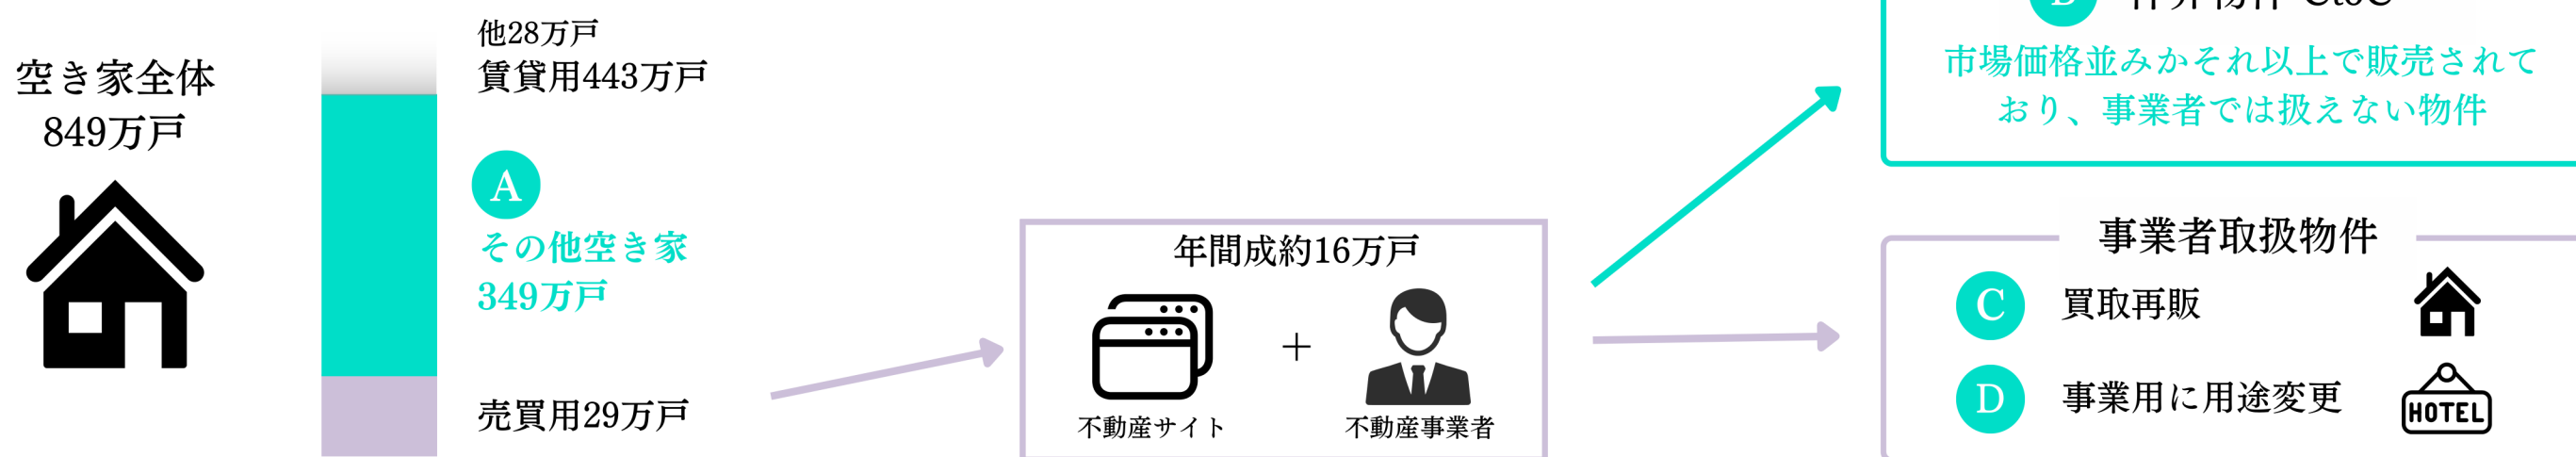 空き家全体
849万戸
他28万戸
賃貸用443万戸
A
その他空き家
349万戸
売買用29万戸
年間成約16万戸
+
不動産サイト
不動産事業者
市場価格並みかそれ以上で販売されて
おり、事業者では扱えない物件
事業者取扱物件
C 買取再販
D 事業用に用途変更
HOTEL